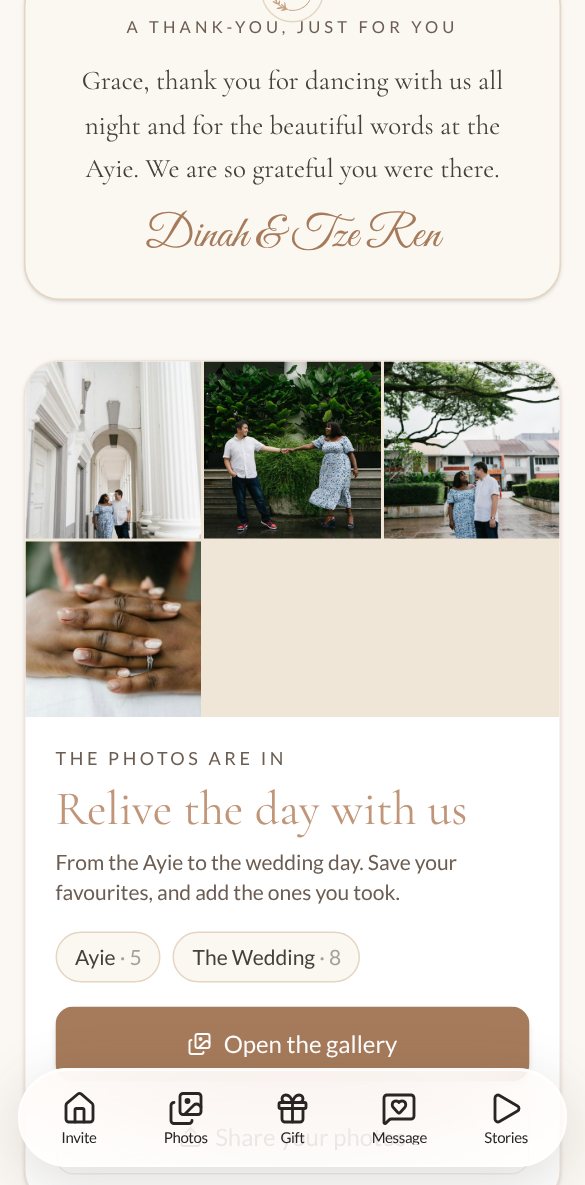 A THANK-YOU, JUST FOR YOU
Grace, thank you for dancing with us all
night and for the beautiful words at the
Ayie. We are so grateful you were there.
Dinah & Tze Ren
THE PHOTOS ARE IN
Relive the day with us
From the Ayie to the wedding day. Save your
favourites, and add the ones you took.
Ayie · 5 The Wedding · 8
Open the gallery
Share your photos
Invite Photos Gift Message Stories